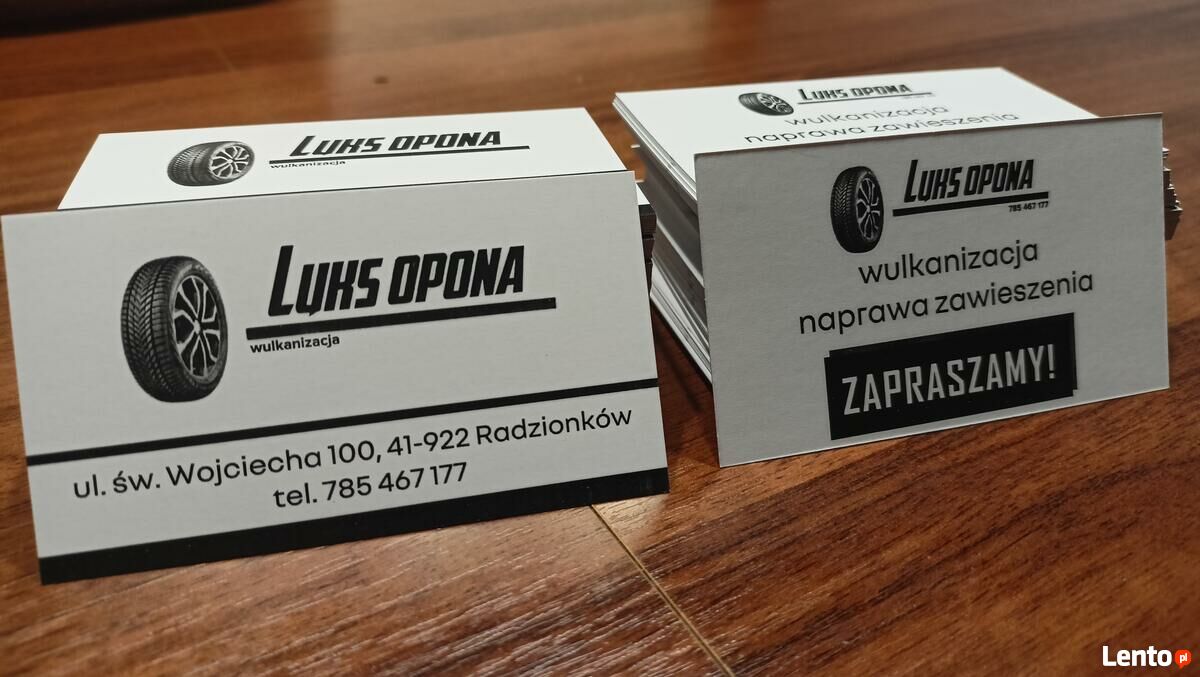 LUKS OPONA
wulkanizacja
LUKS OPONA
wulkanizacja
ul. św. Wojciecha 100, 41-922 Radzionków
tel. 785 467 177
LUKS OPONA
wulkanizacja
naprawa zawieszenia
LUKS OPONA
785 467 177
wulkanizacja
naprawa zawieszenia
ZAPRASZAMY!
Lento.pl